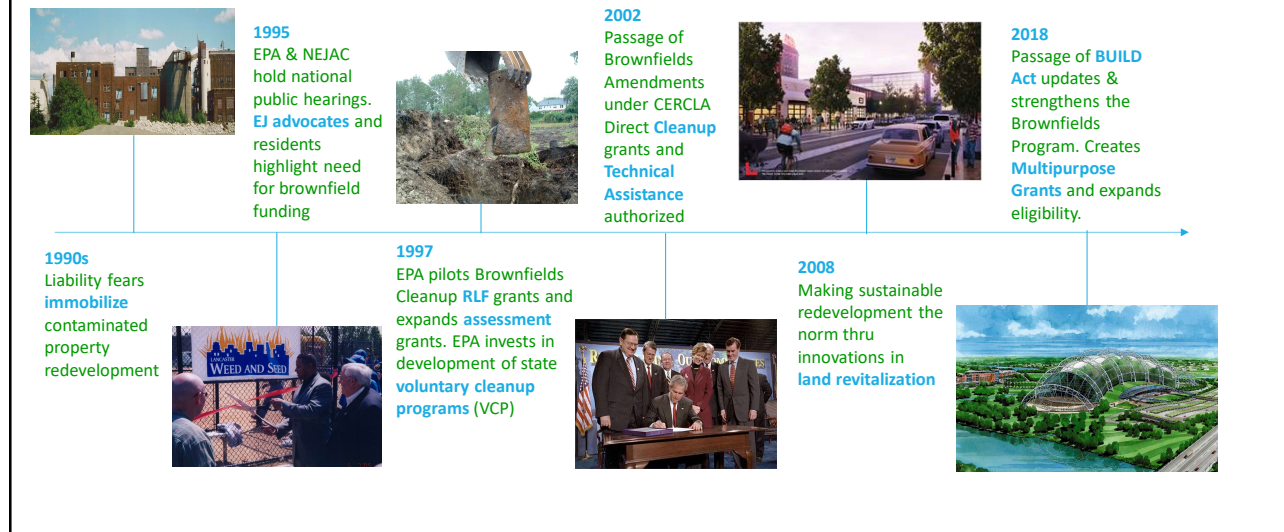 1990s
Liability fears
immobilize
contaminated
property
redevelopment
1995
EPA & NEJAC
hold national
public hearings.
EJ advocates and
residents
highlight need
for brownfield
funding
LANCASTER
WEED AND SEED
1997
EPA pilots Brownfields
Cleanup RLF grants and
expands assessment
grants. EPA invests in
development of state
voluntary cleanup
programs (VCP)
2002
Passage of
Brownfields
Amendments
under CERCLA
Direct Cleanup
grants and
Technical
Assistance
authorized
2008
Making sustainable
redevelopment the
norm thru
innovations in
land revitalization
2018
Passage of BUILD
Act updates &
strengthens the
Brownfields
Program. Creates
Multipurpose
Grants and expands
eligibility.